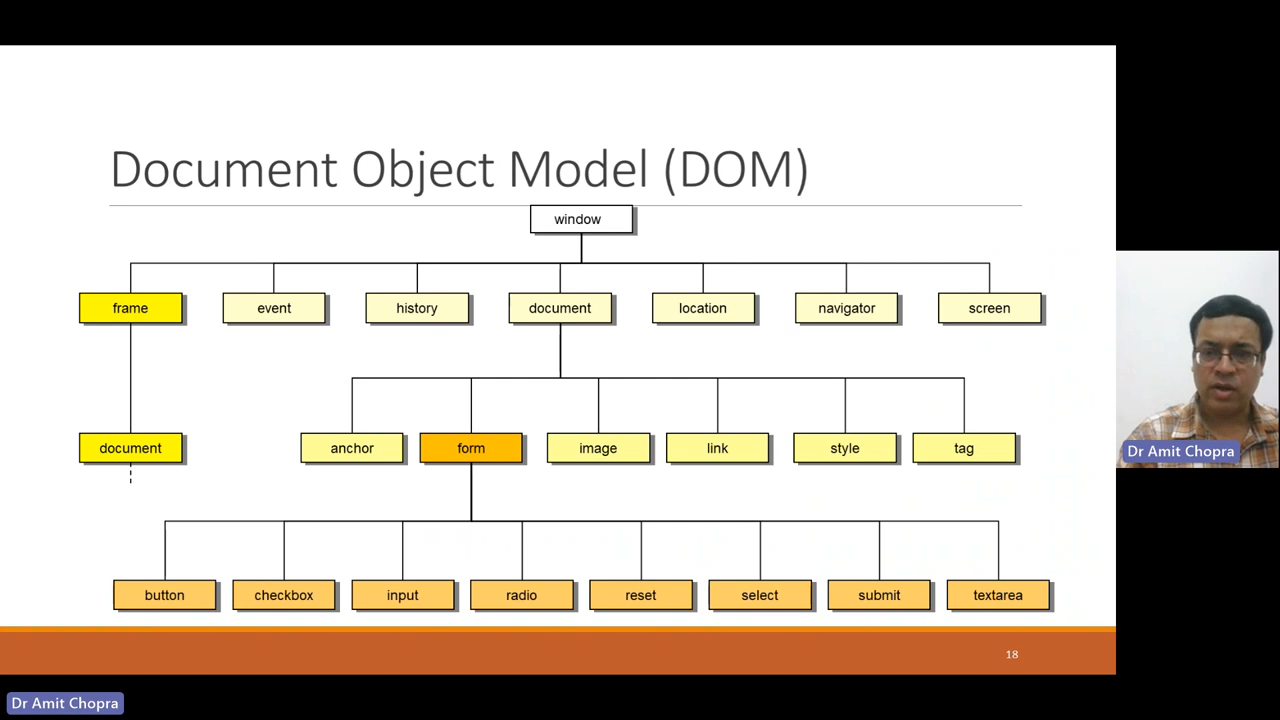 Document Object Model (DOM)
window
frame event history document location navigator screen
document anchor form image link style tag
button checkbox input radio reset select submit textarea
18
Dr Amit Chopra
Dr Amit Chopra